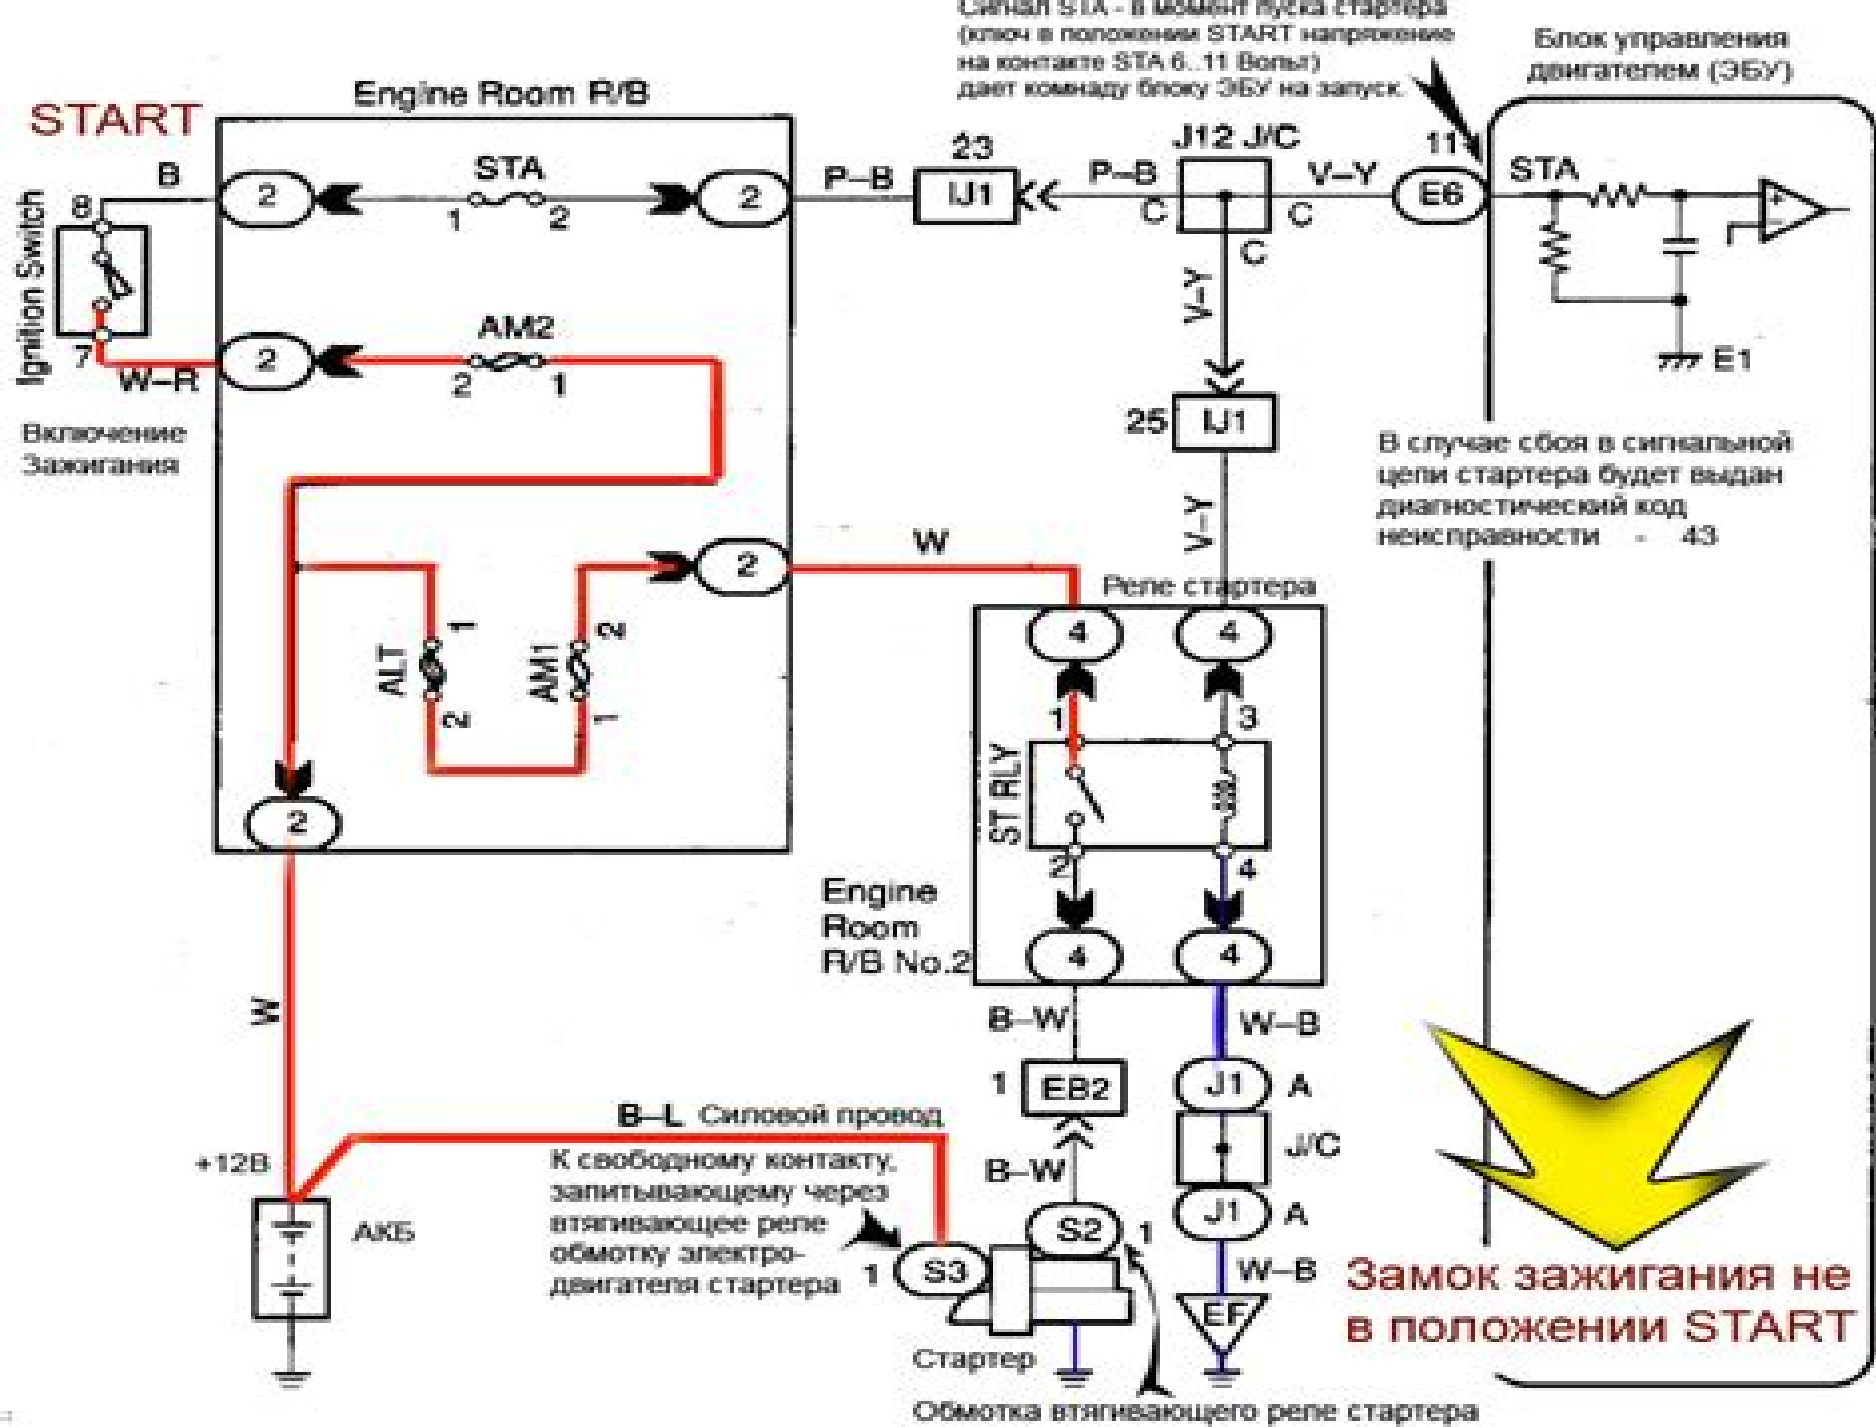 Сигнал STA - в момент пуска стартера
(ключ в положении START напряжение
на контакте STA 6..11 Вольт)
дает комнаду блоку ЭБУ на запуск.
Блок управления
двигателем (ЭБУ)
START
Engine Room R/B
B
2
STA
1
2
2
P–B
23
IJ1
P–B
J12 J/C
C
C
C
V–Y
11
E6
STA
E1
Ignition Switch
8
7
W–R
2
AM2
2
1
Включение
Зажигания
V–Y
25
IJ1
V–Y
В случае сбоя в сигнальной
цепи стартера будет выдан
диагностический код
неисправности - 43
2
W
Реле стартера
4
4
ALT
1
2
AM1
2
1
1
3
ST RLY
2
4
2
Engine
Room
R/B No.2
4
4
W
B–W
W–B
1
EB2
J1
A
J/C
B–L Силовой провод
+12В
АКБ
К свободному контакту,
запитывающему через
втягивающее реле
обмотку электро-
двигателя стартера
B–W
S2
1
J1
A
1
S3
W–B
EF
Замок зажигания не
в положении START
Стартер
Обмотка втягивающего реле стартера